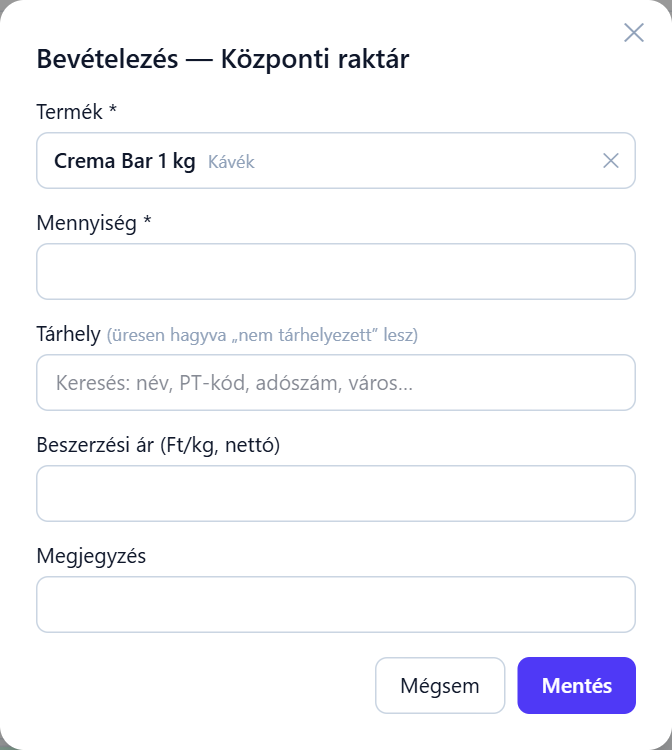 Bevételezés — Központi raktár
Termék *
Crema Bar 1 kg Kávék
Mennyiség *
Tárhely (üresen hagyva „nem tárhelyezett” lesz)
Keresés: név, PT-kód, adószám, város...
Beszerzési ár (Ft/kg, nettó)
Megjegyzés
Mégsem Mentés